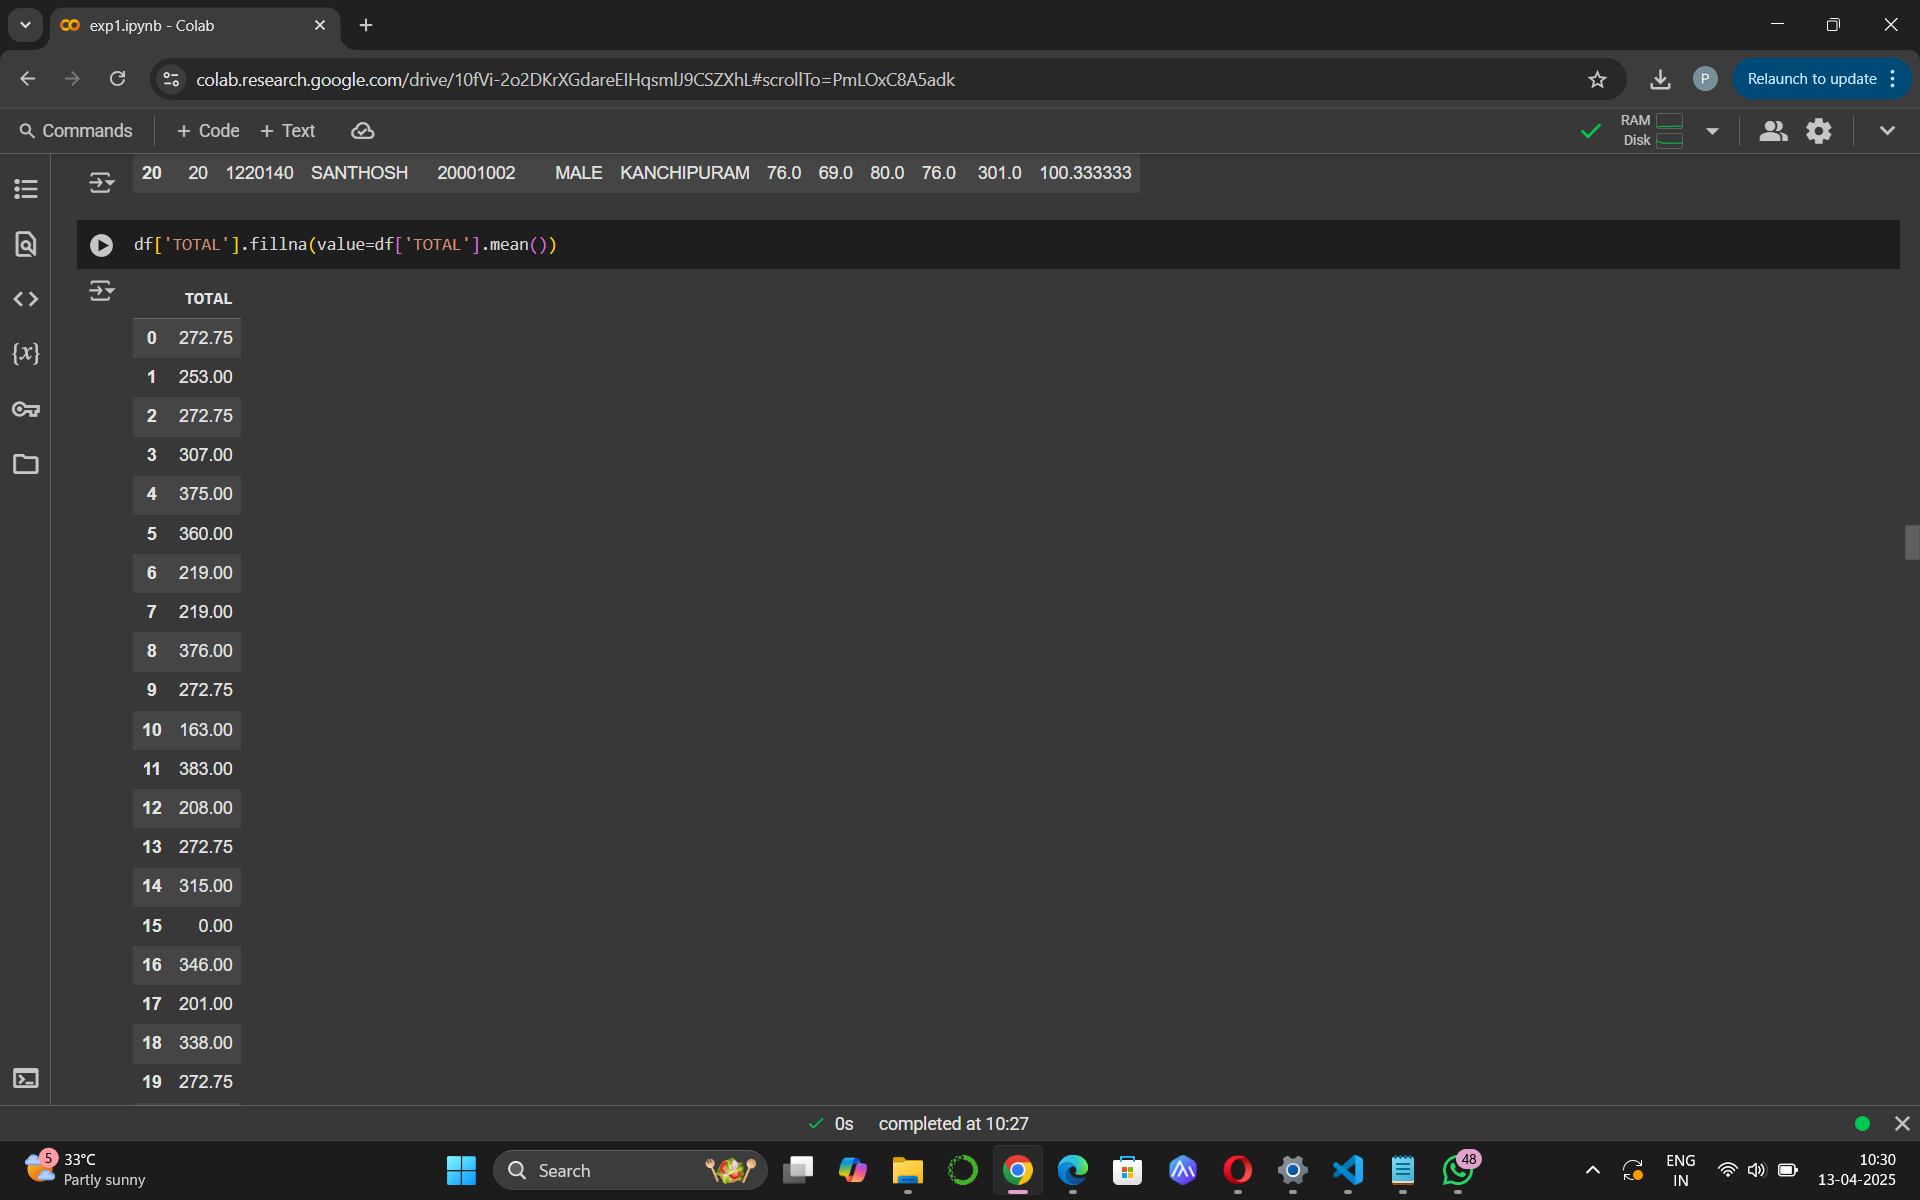 exp1.ipynb - Colab
colab.research.google.com/drive/10fVi-2o2DKrXGdareEIHqsmlJ9CSZXhL#scrollTo=PmLOxC8A5adk
P
Relaunch to update
Commands
+ Code + Text
RAM
Disk
20 20 1220140 SANTHOSH 20001002 MALE KANCHIPURAM 76.0 69.0 80.0 76.0 301.0 100.333333
df['TOTAL'].fillna(value=df['TOTAL'].mean())
TOTAL
0 272.75
1 253.00
2 272.75
3 307.00
4 375.00
5 360.00
6 219.00
7 219.00
8 376.00
9 272.75
10 163.00
11 383.00
12 208.00
13 272.75
14 315.00
15 0.00
16 346.00
17 201.00
18 338.00
19 272.75
{x}
0s completed at 10:27
5
33°C
Partly sunny
Search
48
ENG
IN
10:30
13-04-2025